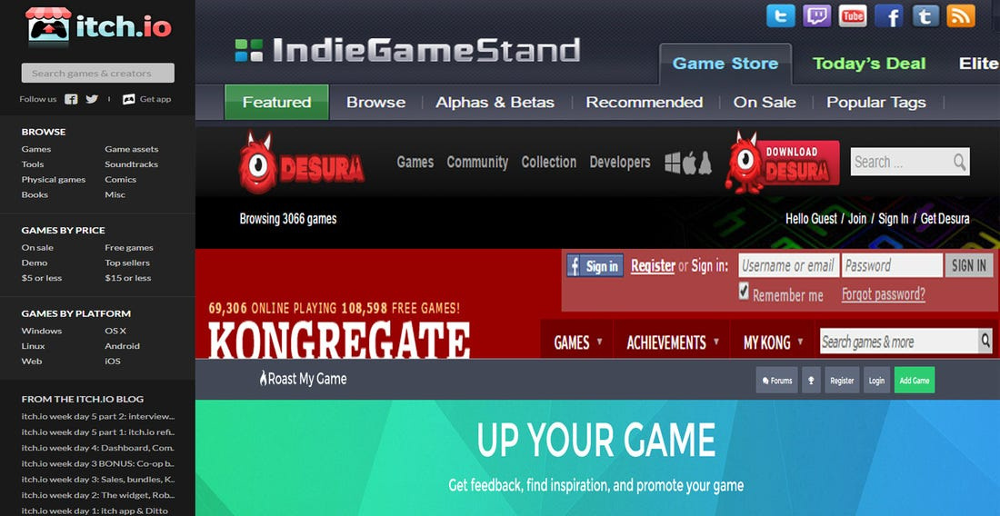 itch.io
Search games & creators
Follow us Get app
BROWSE
Games Game assets
Tools Soundtracks
Physical games Comics
Books Misc
GAMES BY PRICE
On sale Free games
Demo Top sellers
$5 or less $15 or less
GAMES BY PLATFORM
Windows OS X
Linux Android
Web iOS
FROM THE ITCH.IO BLOG
itch.io week day 5 part 2: interview...
itch.io week day 5 part 1: itch.io refi..
itch.io week day 4: Dashboard, Com..
itch.io week day 3 BONUS: Co-op b...
itch.io week day 3: Sales, bundles, K...
itch.io week day 2: The widget, Rob...
itch.io week day 1: itch app & Ditto
You Tube f t
IndieGameStand
Game Store Today's Deal Elite
Featured Browse Alphas & Betas Recommended On Sale Popular Tags
DESURA Games Community Collection Developers DOWNLOAD DESURA Search ...
Browsing 3066 games Hello Guest / Join / Sign In / Get Desura
f Sign in Register or Sign in: Username or email Password SIGN IN
Remember me Forgot password?
69,306 ONLINE PLAYING 108,598 FREE GAMES!
KONGREGATE GAMES ACHIEVEMENTS MY KONG Search games & more
Roast My Game Forums Register Login Add Game
UP YOUR GAME
Get feedback, find inspiration, and promote your game